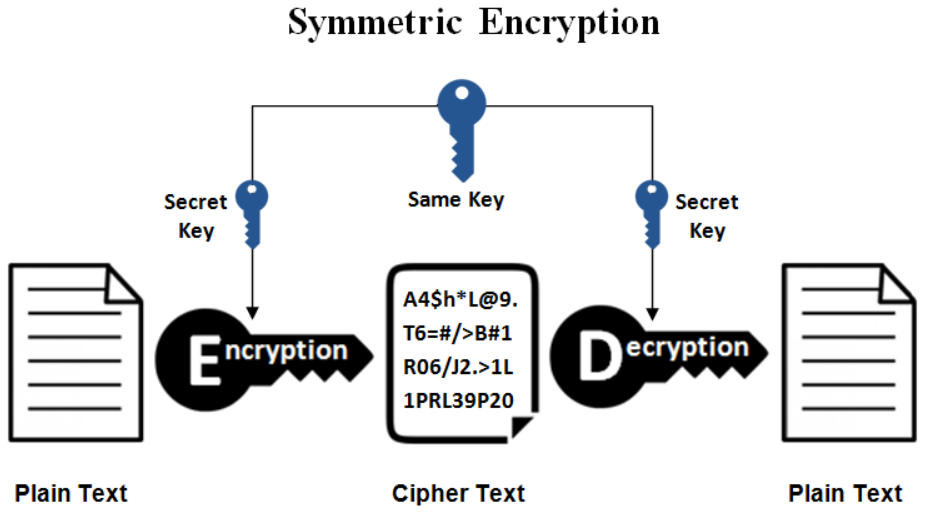 Symmetric Encryption
Secret
Key
Same Key
Secret
Key
A4$h*L@9.
T6=#/>B#1
R06/J2.>1L
1PRL39P20
Encryption
Decryption
Plain Text
Cipher Text
Plain Text